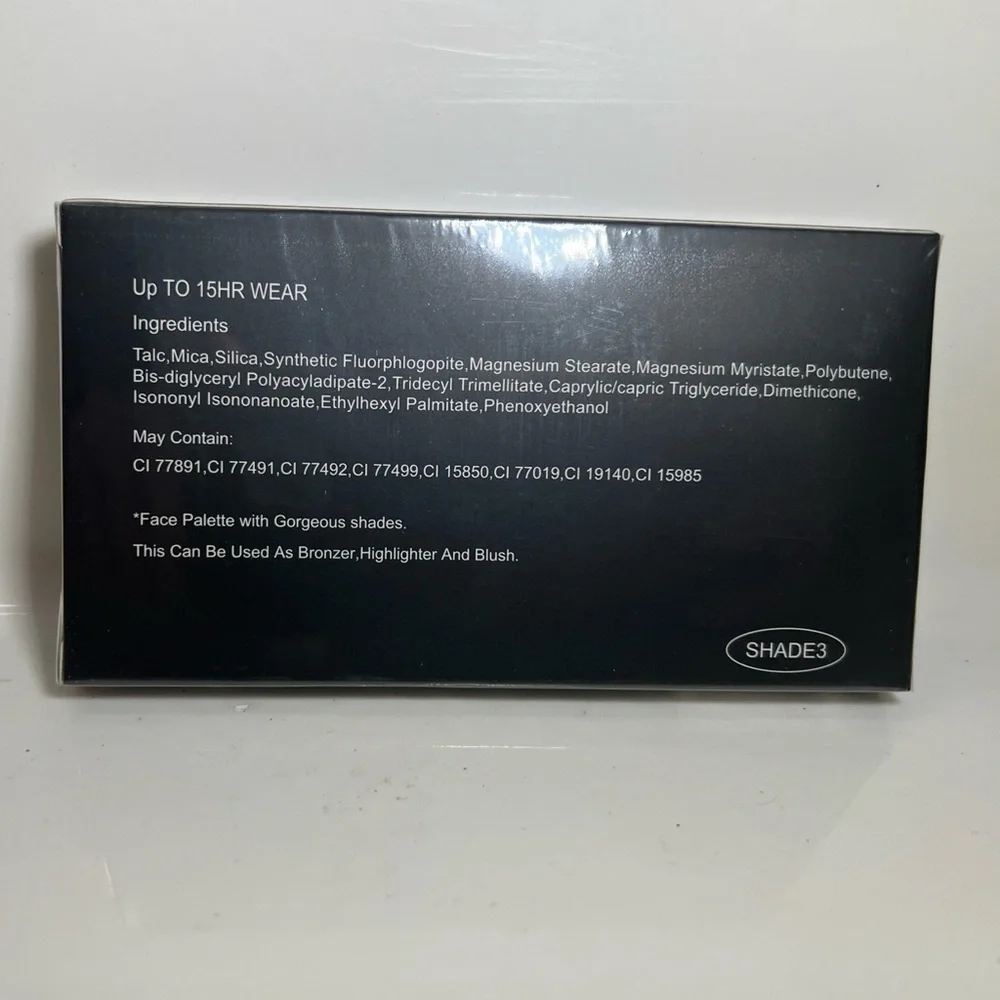 Up TO 15HR WEAR
Ingredients
Talc,Mica,Silica,Synthetic Fluorphlogopite,Magnesium Stearate,Magnesium Myristate,Polybutene,
Bis-diglyceryl Polyacyladipate-2,Tridecyl Trimellitate,Caprylic/capric Triglyceride,Dimethicone,
Isononyl Isononanoate,Ethylhexyl Palmitate,Phenoxyethanol
May Contain:
CI 77891,CI 77491,CI 77492,CI 77499,CI 15850,CI 77019,CI 19140,CI 15985
*Face Palette with Gorgeous shades.
This Can Be Used As Bronzer,Highlighter And Blush.
SHADE3